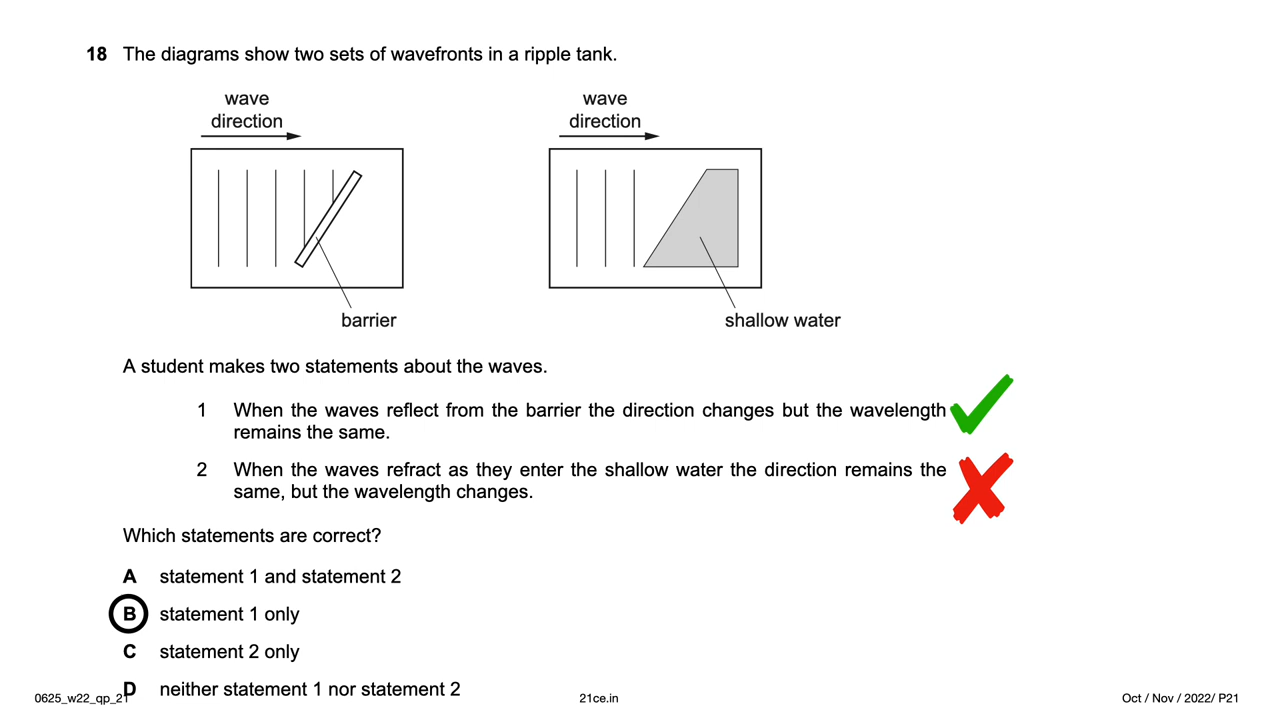 18 The diagrams show two sets of wavefronts in a ripple tank.
wave
direction
wave
direction
barrier
shallow water
A student makes two statements about the waves.
1 When the waves reflect from the barrier the direction changes but the wavelength
remains the same.
2 When the waves refract as they enter the shallow water the direction remains the
same, but the wavelength changes.
Which statements are correct?
A statement 1 and statement 2
B statement 1 only
C statement 2 only
D neither statement 1 nor statement 2
0625_w22_qp_21
21ce.in
Oct / Nov / 2022/ P21